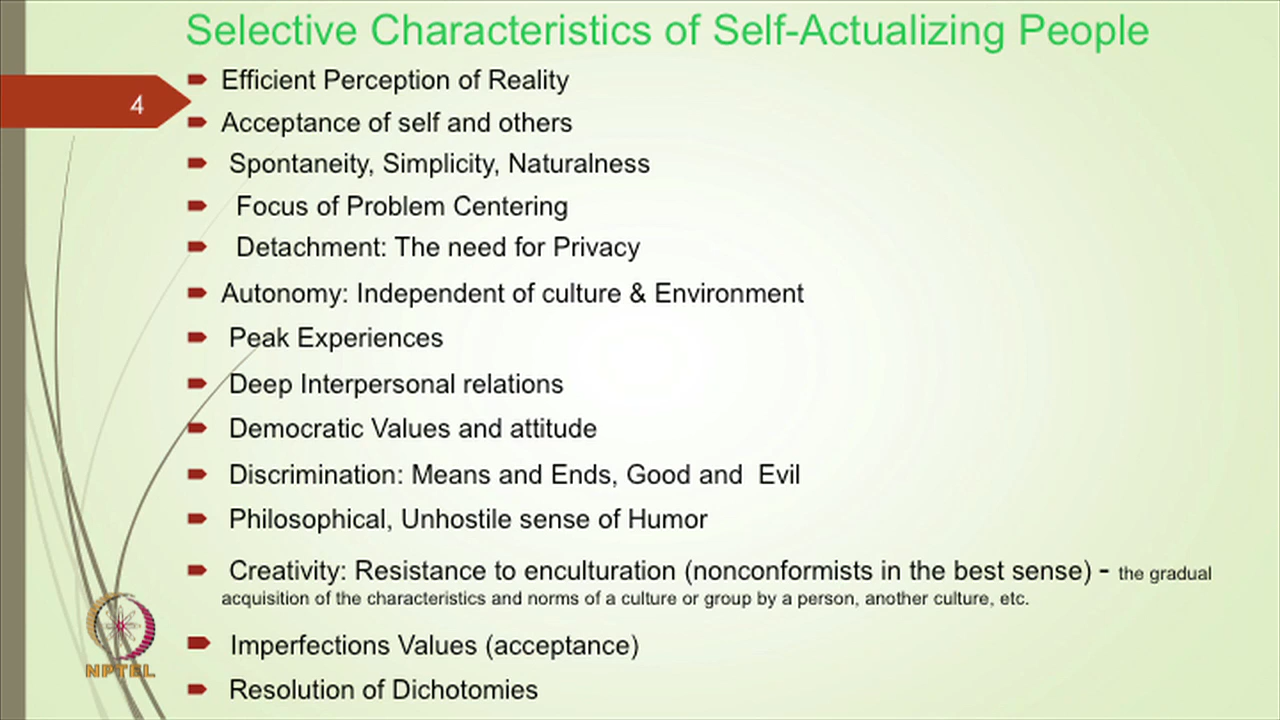 Selective Characteristics of Self-Actualizing People
4
Efficient Perception of Reality
Acceptance of self and others
Spontaneity, Simplicity, Naturalness
Focus of Problem Centering
Detachment: The need for Privacy
Autonomy: Independent of culture & Environment
Peak Experiences
Deep Interpersonal relations
Democratic Values and attitude
Discrimination: Means and Ends, Good and Evil
Philosophical, Unhostile sense of Humor
Creativity: Resistance to enculturation (nonconformists in the best sense) - the gradual
acquisition of the characteristics and norms of a culture or group by a person, another culture, etc.
Imperfections Values (acceptance)
Resolution of Dichotomies
NPTEL